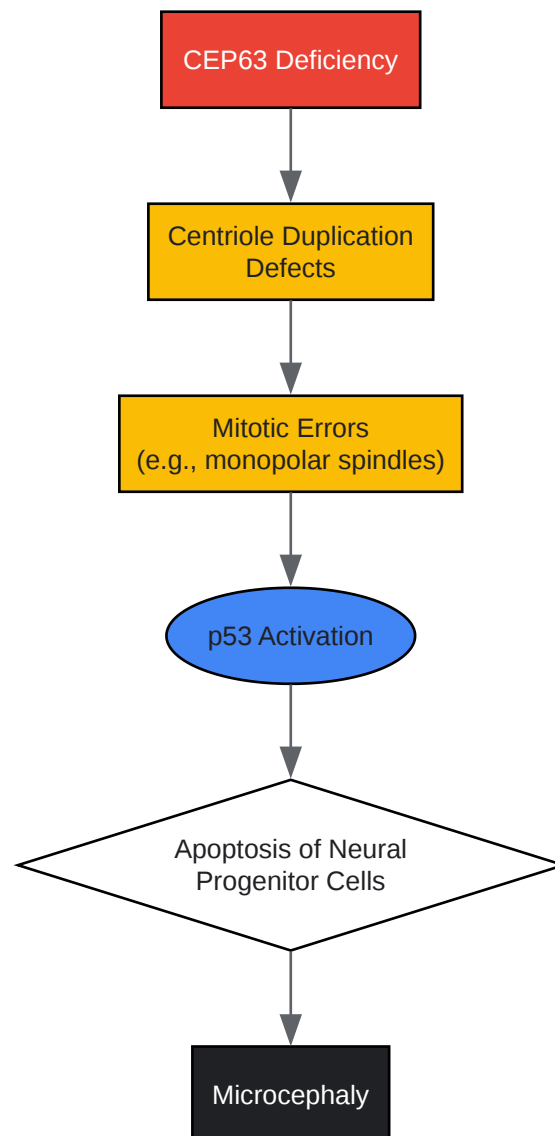 CEP63 Deficiency
Centriole Duplication
Defects
Mitotic Errors
(e.g., monopolar spindles)
p53 Activation
Apoptosis of Neural
Progenitor Cells
Microcephaly